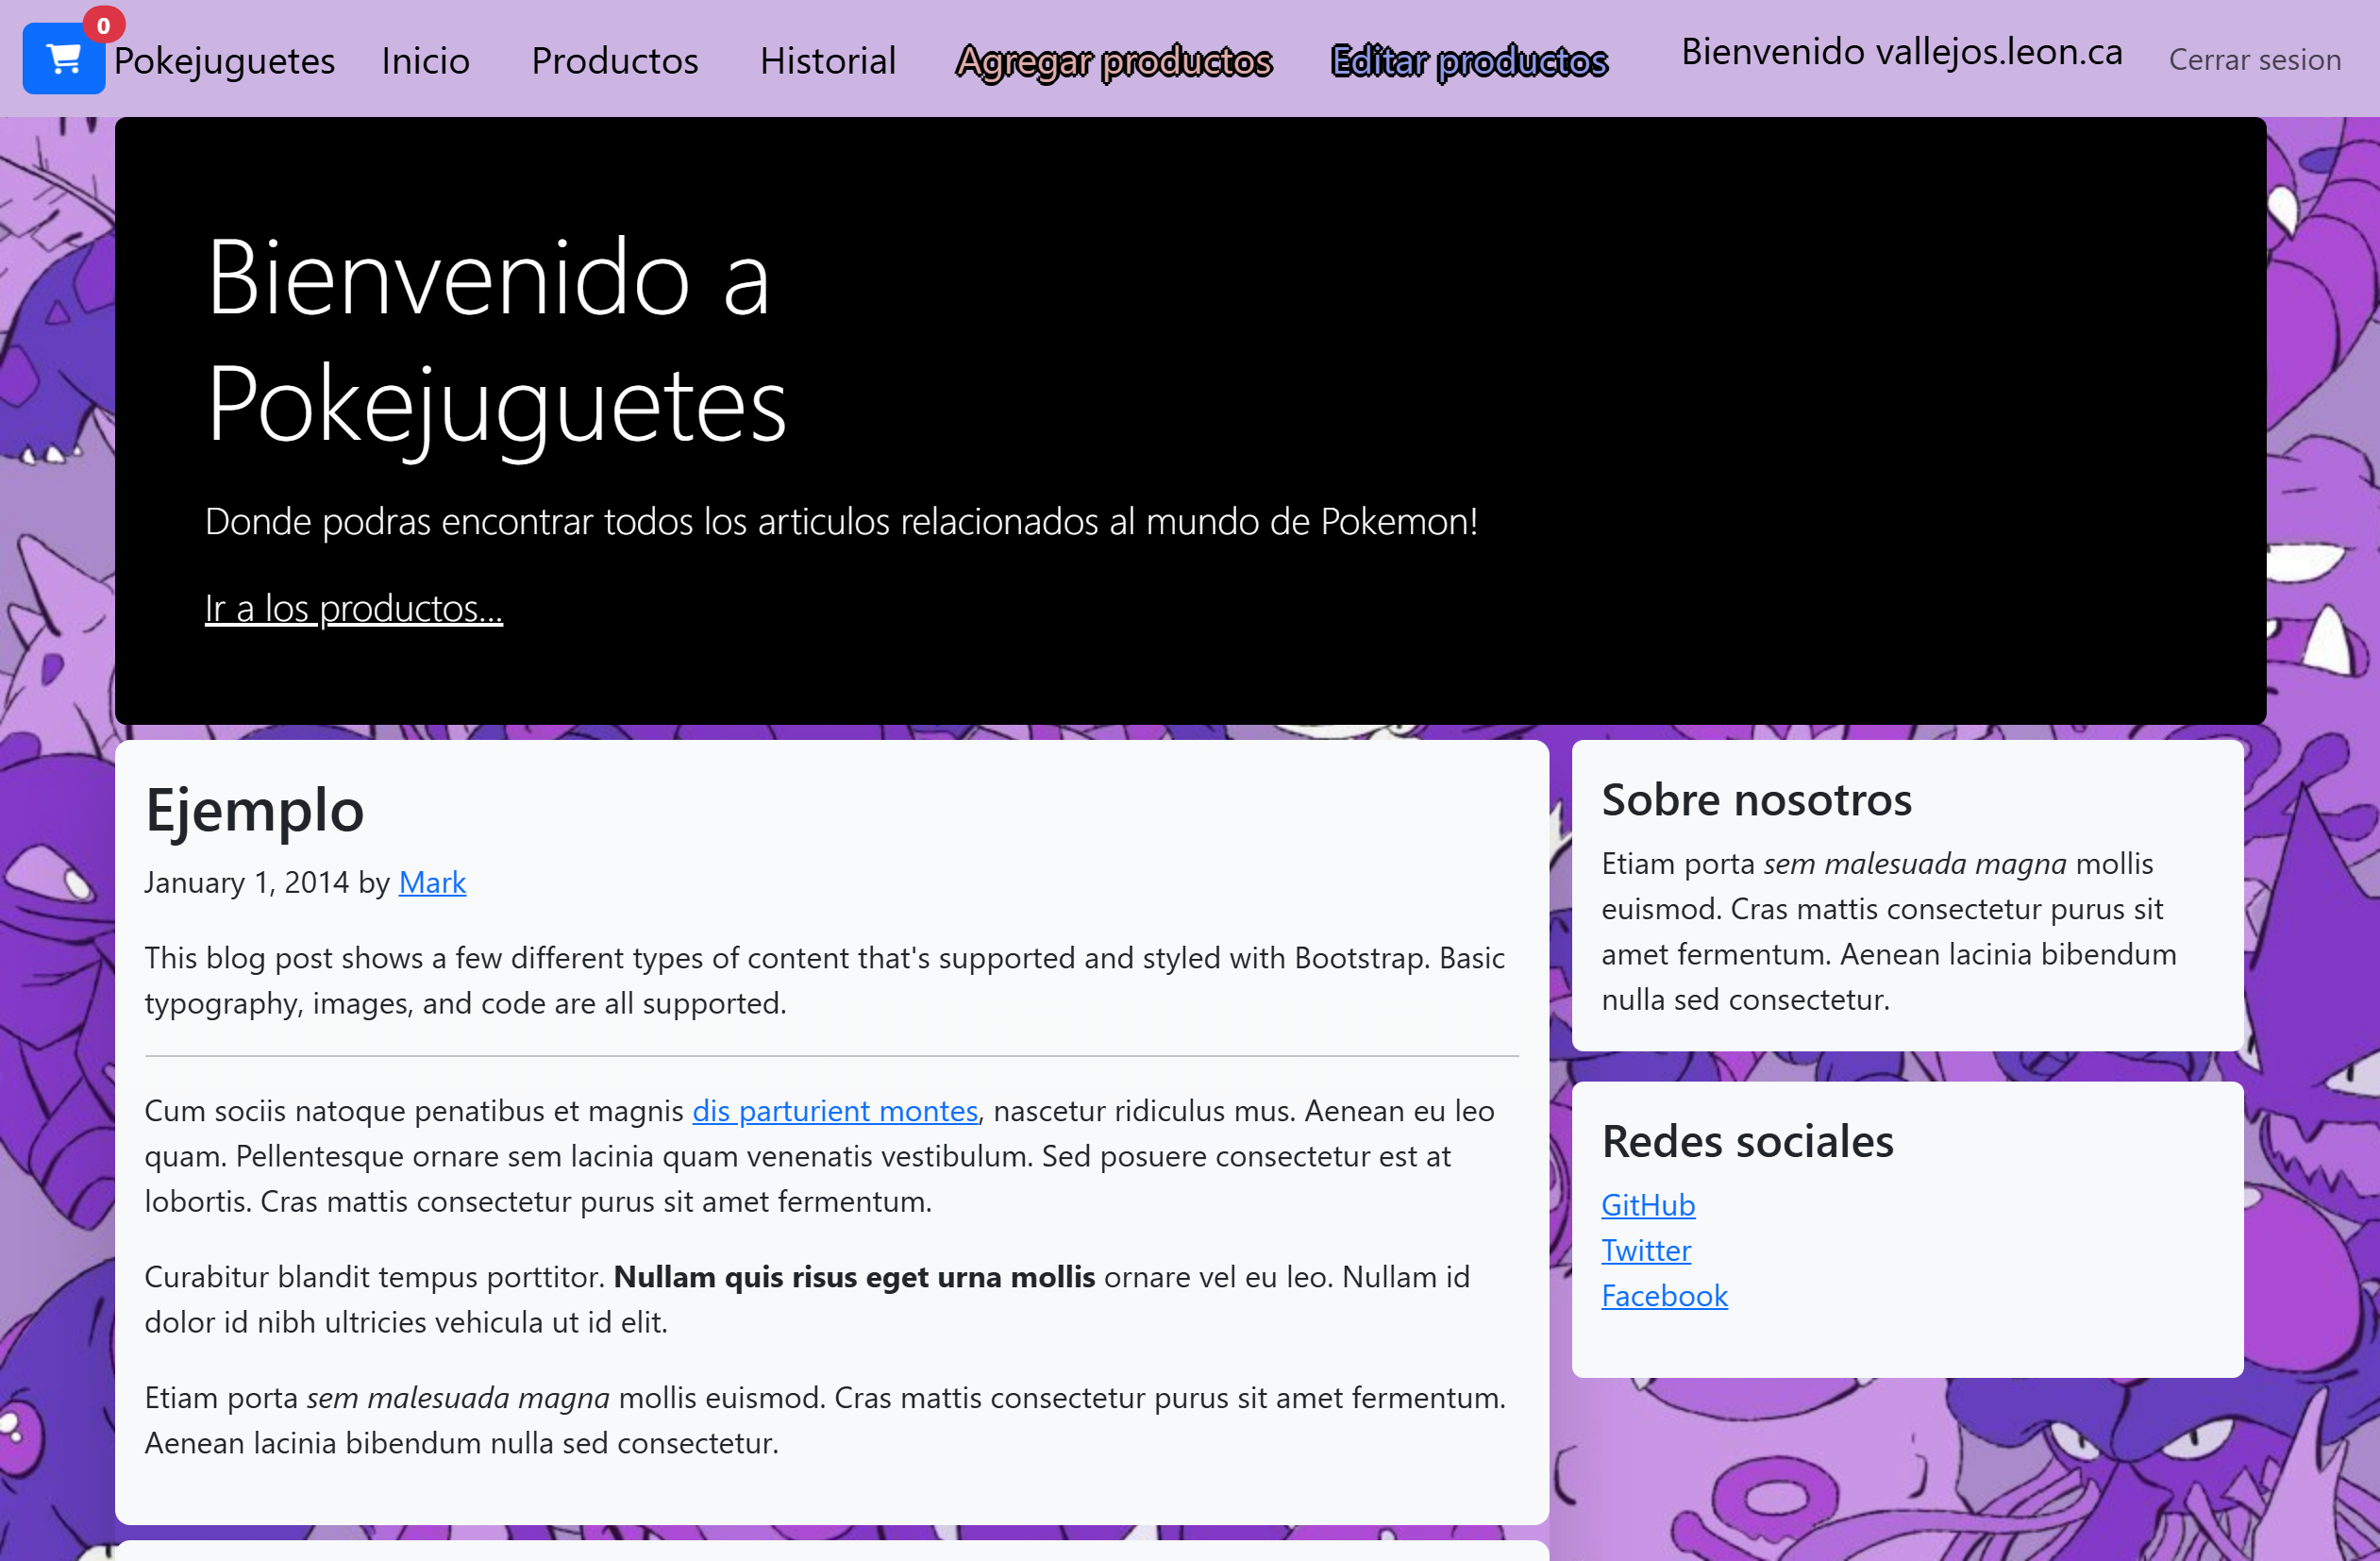 0
Pokejuguetes Inicio Productos Historial Agregar productos Editar productos Bienvenido vallejos.leon.ca Cerrar sesion
Bienvenido a
Pokejuguetes
Donde podras encontrar todos los articulos relacionados al mundo de Pokemon!
Ir a los productos...
Ejemplo
January 1, 2014 by Mark
This blog post shows a few different types of content that's supported and styled with Bootstrap. Basic
typography, images, and code are all supported.
Cum sociis natoque penatibus et magnis dis parturient montes, nascetur ridiculus mus. Aenean eu leo
quam. Pellentesque ornare sem lacinia quam venenatis vestibulum. Sed posuere consectetur est at
lobortis. Cras mattis consectetur purus sit amet fermentum.
Curabitur blandit tempus porttitor. Nullam quis risus eget urna mollis ornare vel eu leo. Nullam id
dolor id nibh ultricies vehicula ut id elit.
Etiam porta sem malesuada magna mollis euismod. Cras mattis consectetur purus sit amet fermentum.
Aenean lacinia bibendum nulla sed consectetur.
Sobre nosotros
Etiam porta sem malesuada magna mollis
euismod. Cras mattis consectetur purus sit
amet fermentum. Aenean lacinia bibendum
nulla sed consectetur.
Redes sociales
GitHub
Twitter
Facebook